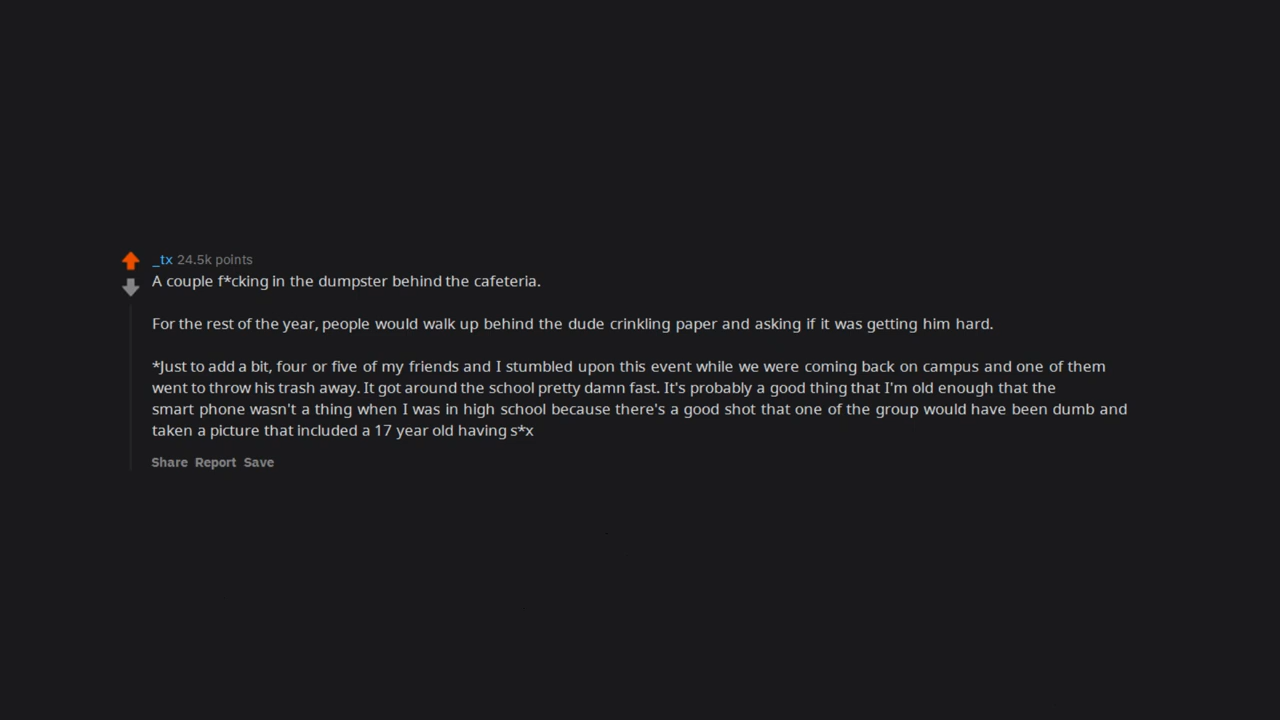 _tx 24.5k points
A couple f*cking in the dumpster behind the cafeteria.
For the rest of the year, people would walk up behind the dude crinkling paper and asking if it was getting him hard.
*Just to add a bit, four or five of my friends and I stumbled upon this event while we were coming back on campus and one of them
went to throw his trash away. It got around the school pretty damn fast. It's probably a good thing that I'm old enough that the
smart phone wasn't a thing when I was in high school because there's a good shot that one of the group would have been dumb and
taken a picture that included a 17 year old having s*x
Share Report Save